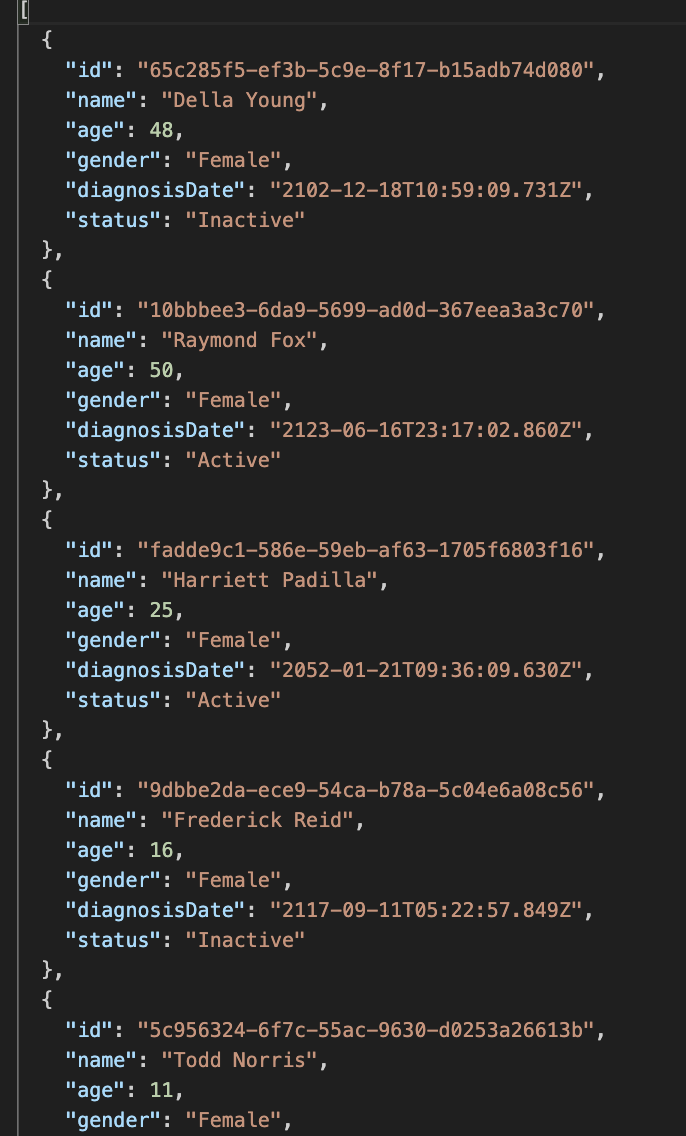 [
  {
    "id": "65c285f5-ef3b-5c9e-8f17-b15adb74d080",
    "name": "Della Young",
    "age": 48,
    "gender": "Female",
    "diagnosisDate": "2102-12-18T10:59:09.731Z",
    "status": "Inactive"
  },
  {
    "id": "10bbbee3-6da9-5699-ad0d-367eea3a3c70",
    "name": "Raymond Fox",
    "age": 50,
    "gender": "Female",
    "diagnosisDate": "2123-06-16T23:17:02.860Z",
    "status": "Active"
  },
  {
    "id": "fadde9c1-586e-59eb-af63-1705f6803f16",
    "name": "Harriett Padilla",
    "age": 25,
    "gender": "Female",
    "diagnosisDate": "2052-01-21T09:36:09.630Z",
    "status": "Active"
  },
  {
    "id": "9dbbe2da-ece9-54ca-b78a-5c04e6a08c56",
    "name": "Frederick Reid",
    "age": 16,
    "gender": "Female",
    "diagnosisDate": "2117-09-11T05:22:57.849Z",
    "status": "Inactive"
  },
  {
    "id": "5c956324-6f7c-55ac-9630-d0253a26613b",
    "name": "Todd Norris",
    "age": 11,
    "gender": "Female",